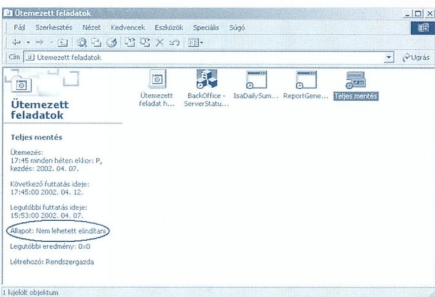 Ütemezett feladatok
Fájl Szerkesztés Nézet Kedvencek Eszközök Speciális Súgó
Cím Ütemezett feladatok Ugrás
Ütemezett feladatok
Ütemezett feladat h...
BackOffice - ServerStatu...
IsaDailySum...
ReportGene...
Teljes mentés
Teljes mentés
Ütemezés:
17:45 minden héten ekkor: P,
kezdés: 2002. 04. 07.
Következő futtatás ideje:
17:45:00 2002. 04. 12.
Legutóbbi futtatás ideje:
15:53:00 2002. 04. 07.
Állapot: Nem lehetett elindítani
Legutóbbi eredmény: 0x0
Létrehozó: Rendszergazda
1 kijelölt objektum